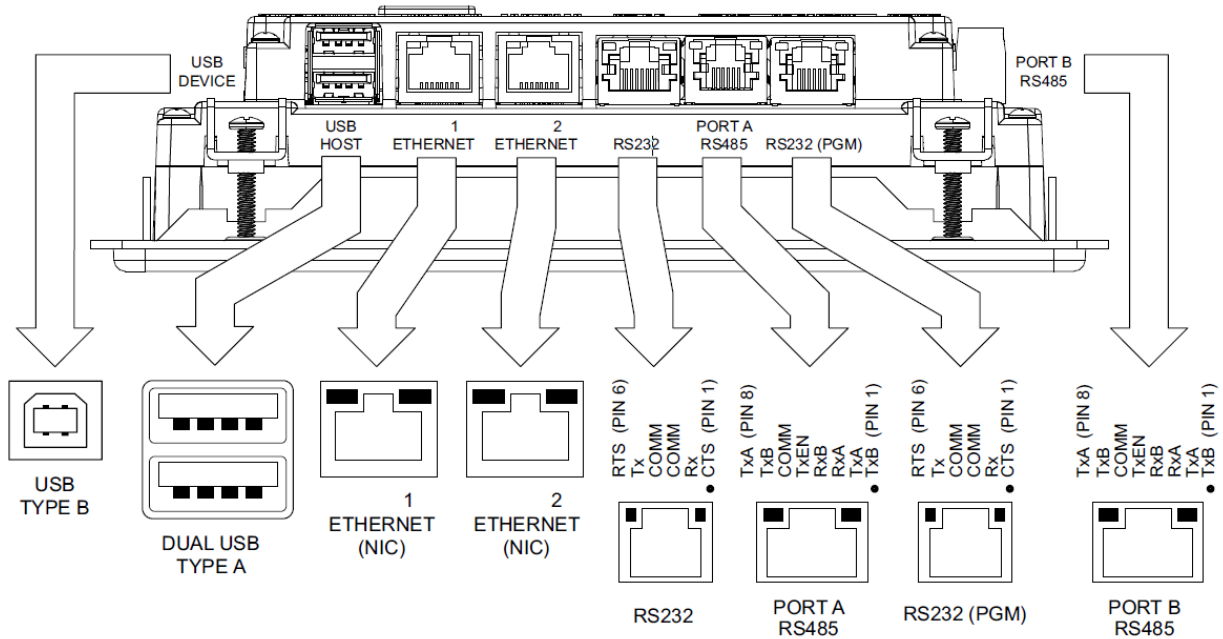 USB
DEVICE
PORT B
RS485
USB
HOST
1
ETHERNET
2
ETHERNET
RS232
PORT A
RS485
RS232 (PGM)
USB
TYPE B
DUAL USB
TYPE A
1
ETHERNET
(NIC)
2
ETHERNET
(NIC)
RTS (PIN 6)
Tx
COMM
COMM
Rx
CTS (PIN 1)
RS232
TxA (PIN 8)
TxB
COMM
TxEN
RxB
RxA
TxA
TxB (PIN 1)
PORT A
RS485
RTS (PIN 6)
Tx
COMM
COMM
Rx
CTS (PIN 1)
RS232 (PGM)
TxA (PIN 8)
TxB
COMM
TxEN
RxB
RxA
TxA
TxB (PIN 1)
PORT B
RS485